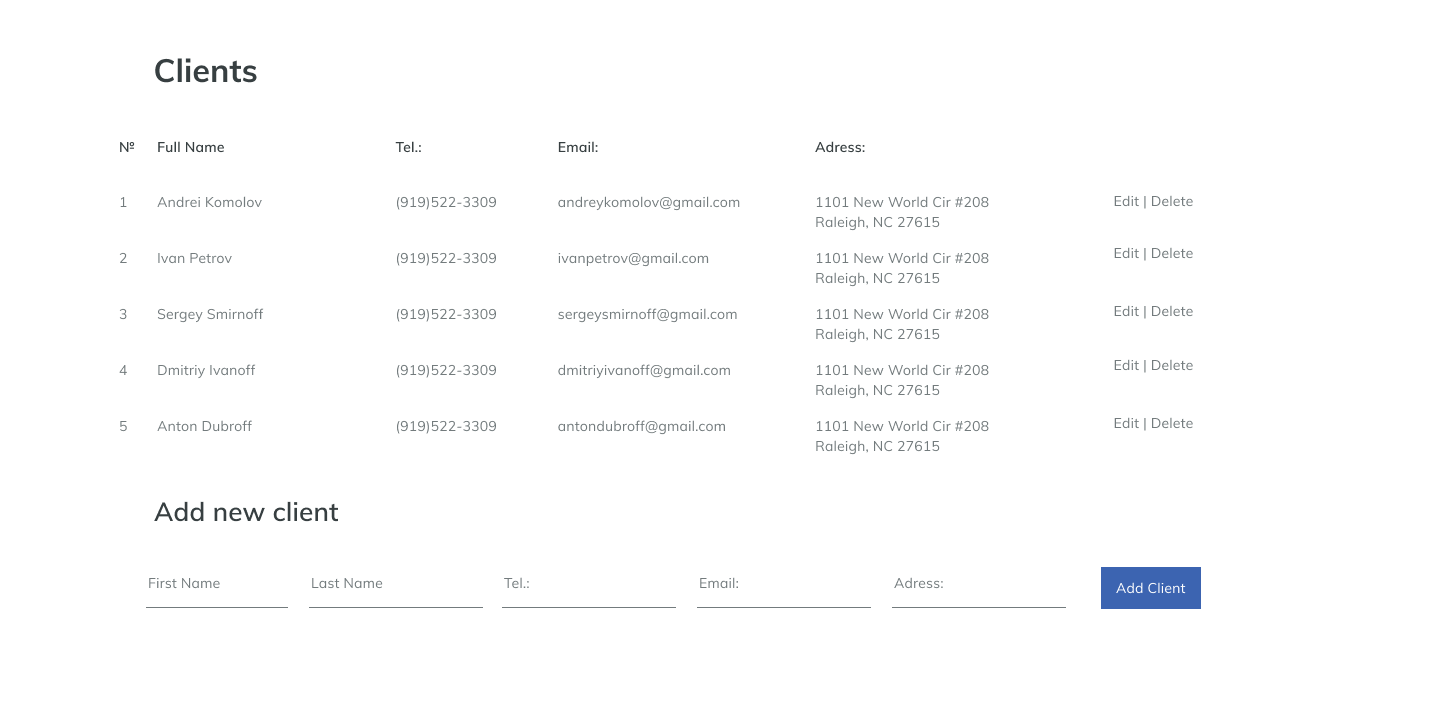 Clients
Nº Full Name Tel.: Email: Adress:
1 Andrei Komolov (919)522-3309 andreykomolov@gmail.com 1101 New World Cir #208 Edit | Delete
Raleigh, NC 27615
2 Ivan Petrov (919)522-3309 ivanpetrov@gmail.com 1101 New World Cir #208 Edit | Delete
Raleigh, NC 27615
3 Sergey Smirnoff (919)522-3309 sergeysmirnoff@gmail.com 1101 New World Cir #208 Edit | Delete
Raleigh, NC 27615
4 Dmitriy Ivanoff (919)522-3309 dmitriyivanoff@gmail.com 1101 New World Cir #208 Edit | Delete
Raleigh, NC 27615
5 Anton Dubroff (919)522-3309 antondubroff@gmail.com 1101 New World Cir #208 Edit | Delete
Raleigh, NC 27615
Add new client
First Name Last Name Tel.: Email: Adress: Add Client